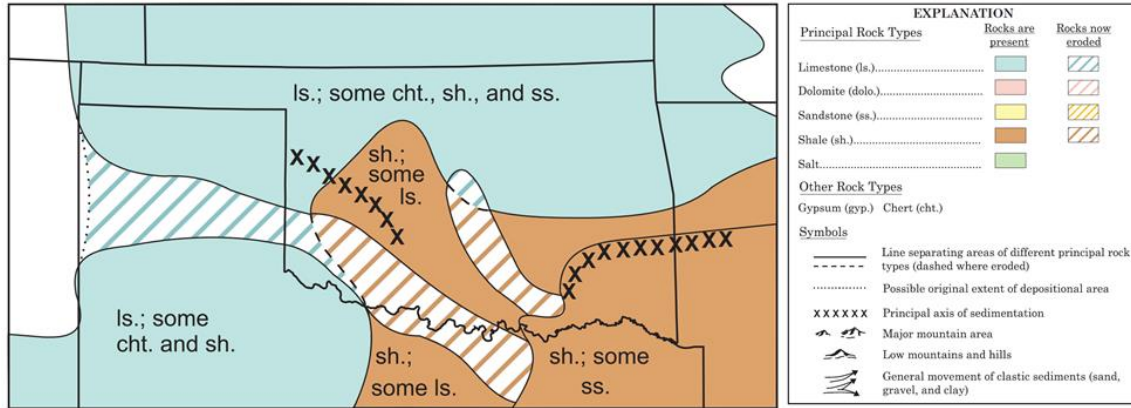 ls.; some cht., sh., and ss.
sh.;
some
ls.
X X X X X X X X
X X X X X X X X X X X X
ls.; some
cht. and sh.
sh.;
some ls.
sh.; some
ss.
EXPLANATION
Principal Rock Types
Rocks are
present
Rocks now
eroded
Limestone (ls.)
Dolomite (dolo.)
Sandstone (ss.)
Shale (sh.)
Salt
Other Rock Types
Gypsum (gyp.) Chert (cht.)
Symbols
Line separating areas of different principal rock
types (dashed where eroded)
Possible original extent of depositional area
XXXXXX Principal axis of sedimentation
Major mountain area
Low mountains and hills
General movement of clastic sediments (sand,
gravel, and clay)